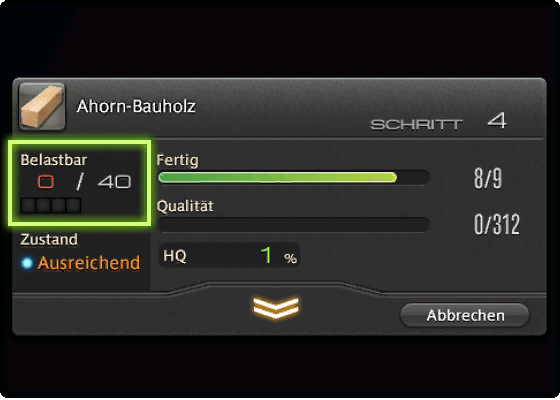 Ahorn-Bauholz
SCHRITT 4
Belastbar
0 / 40
Fertig
8/9
Qualität
0/312
Zustand
Ausreichend
HQ 1 %
Abbrechen